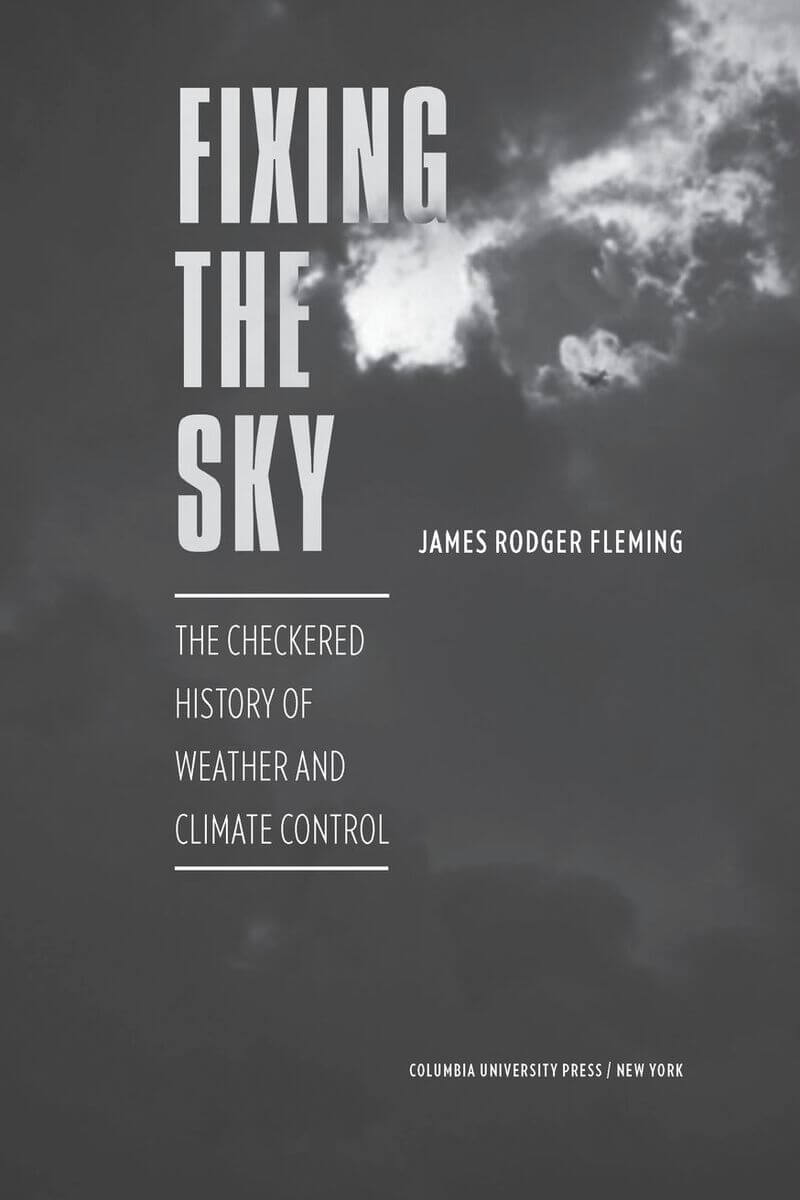 FIXING
THE
SKY
JAMES RODGER FLEMING
THE CHECKERED
HISTORY OF
WEATHER AND
CLIMATE CONTROL
COLUMBIA UNIVERSITY PRESS / NEW YORK